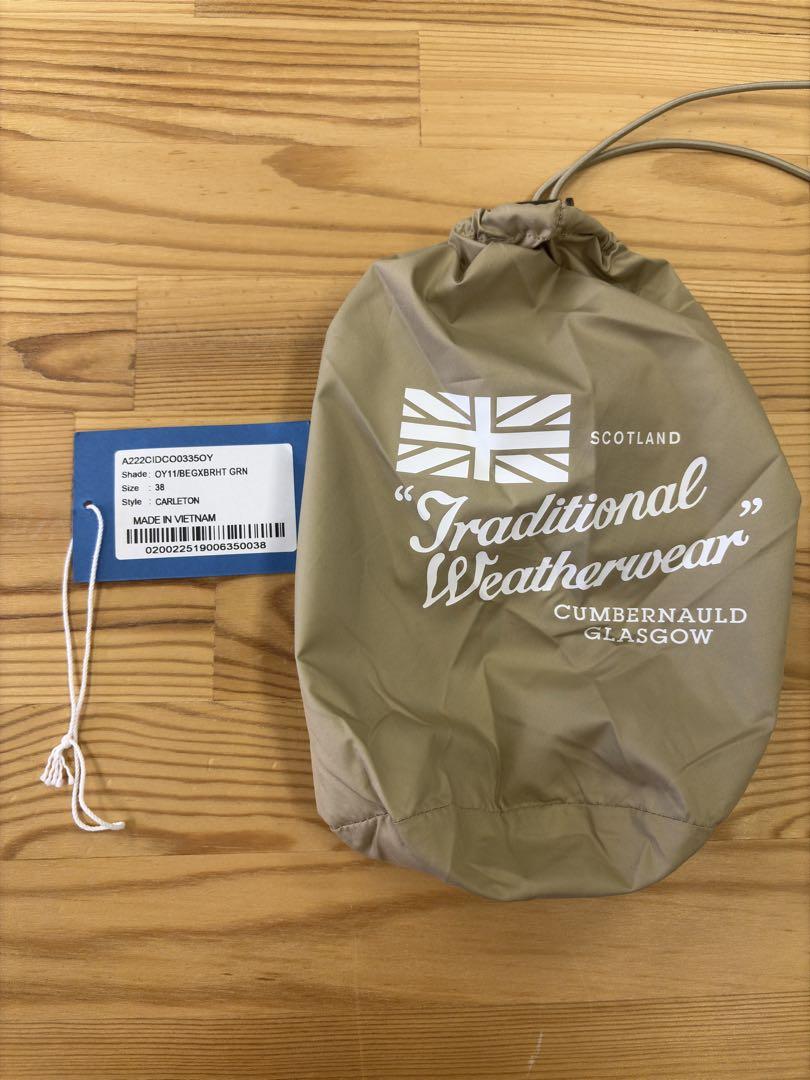 A222CIDCO0335OY
Shade: OY11/BEGXBRHT GRN
Size : 38
Style : CARLETON
MADE IN VIETNAM
020022519006350038
SCOTLAND
"Traditional
Weatherwear"
CUMBERNAULD
GLASGOW